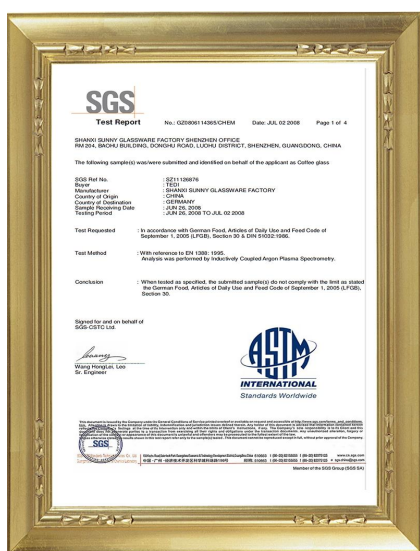 SGS
Test Report No.: GZ0806114365/CHEM Date: JUL 02 2008 Page 1 of 4
SHANXI SUNNY GLASSWARE FACTORY SHENZHEN OFFICE
RM 204, BAOHU BUILDING, DONGHU ROAD, LUOHU DISTRICT, SHENZHEN, GUANGDONG, CHINA
The following sample(s) was/were submitted and identified on behalf of the applicant as Coffee glass
SGS Ref No. : SZ11126876
Buyer : TEDI
Manufacturer : SHANXI SUNNY GLASSWARE FACTORY
Country of Origin : CHINA
Country of Destination : GERMANY
Sample Receiving Date : JUN 26, 2008
Testing Period : JUN 26, 2008 TO JUL 02 2008
Test Requested : In accordance with German Food, Articles of Daily Use and Feed Code of
September 1, 2005 (LFGB), Section 30 & DIN 51032:1986.
Test Method : With reference to EN 1388: 1995.
Analysis was performed by Inductively Coupled Argon Plasma Spectrometry.
Conclusion : When tested as specified, the submitted sample(s) do not comply with the limit as stated
the German Food, Articles of Daily Use and Feed Code of September 1, 2005 (LFGB),
Section 30.
Signed for and on behalf of
SGS-CSTC Ltd.
Wang HongLei, Leo
Sr. Engineer
ASTM
INTERNATIONAL
Standards Worldwide
SGS
www.cn.sgs.com
Member of the SGS Group (SGS SA)